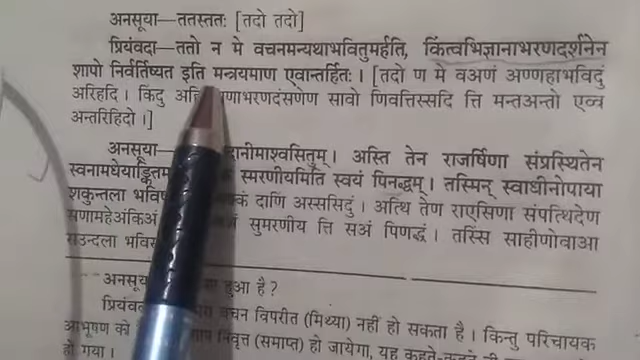 अनसूया—ततस्ततः [तदो तदो]
प्रियंवदा—ततो न मे वचनमन्यथाभवितुमर्हति, किंत्वभिज्ञानाभरणदर्शनेन
शापो निर्वर्तिष्यत इति मन्त्रयमाण एवान्तर्हितः। [तदो ण मे वअणं अण्णहाभविदुं
अरिहदि। किंदु णाभरणदंसणेण सावो णिवत्तिस्सदि त्ति मन्तअन्तो एव्व
अन्तरिहिदो।]
अनसूया— दानीमाश्वसितुम्। अस्ति तेन राजर्षिणा संप्रस्थितेन
स्वनामधेयाङ्कितम स्मरणीयमिति स्वयं पिनद्धम्। तस्मिन् स्वाधीनोपाया
शकुन्तला भवि दाणिं अस्ससिदुं। अत्थि तेण राएसिणा संपत्थिदेण
सणामहेअंकिअं सुमरणीय त्ति सअं पिणद्धं। तस्सिं साहीणोवाआ
सउन्दला भवि
अनसूया हुआ है?
प्रियंव वचन विपरीत (मिथ्या) नहीं हो सकता है। किन्तु परिचायक
आभूषण को निवृत्त (समाप्त) हो जायेगा, यह कहते-कहते
हो गया।